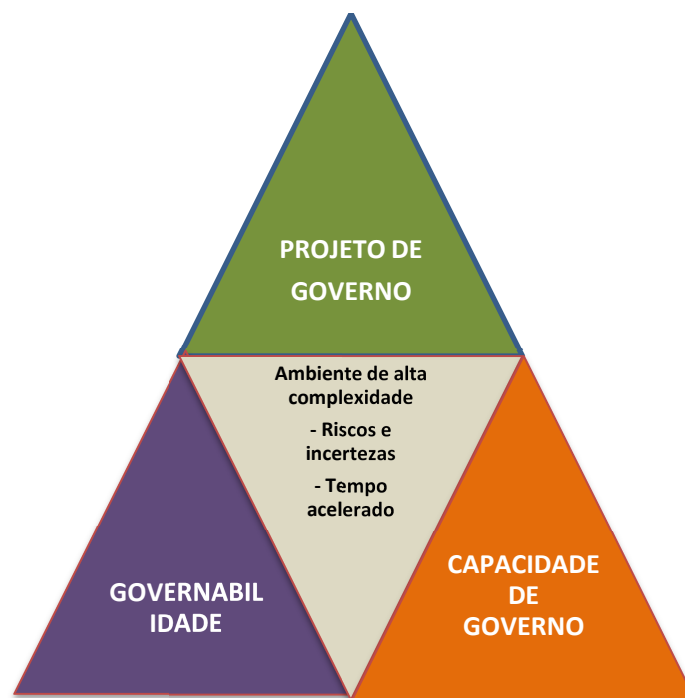 PROJETO DE
GOVERNO
Ambiente de alta
complexidade
- Riscos e
incertezas
- Tempo
acelerado
GOVERNABIL
IDADE
CAPACIDADE
DE
GOVERNO